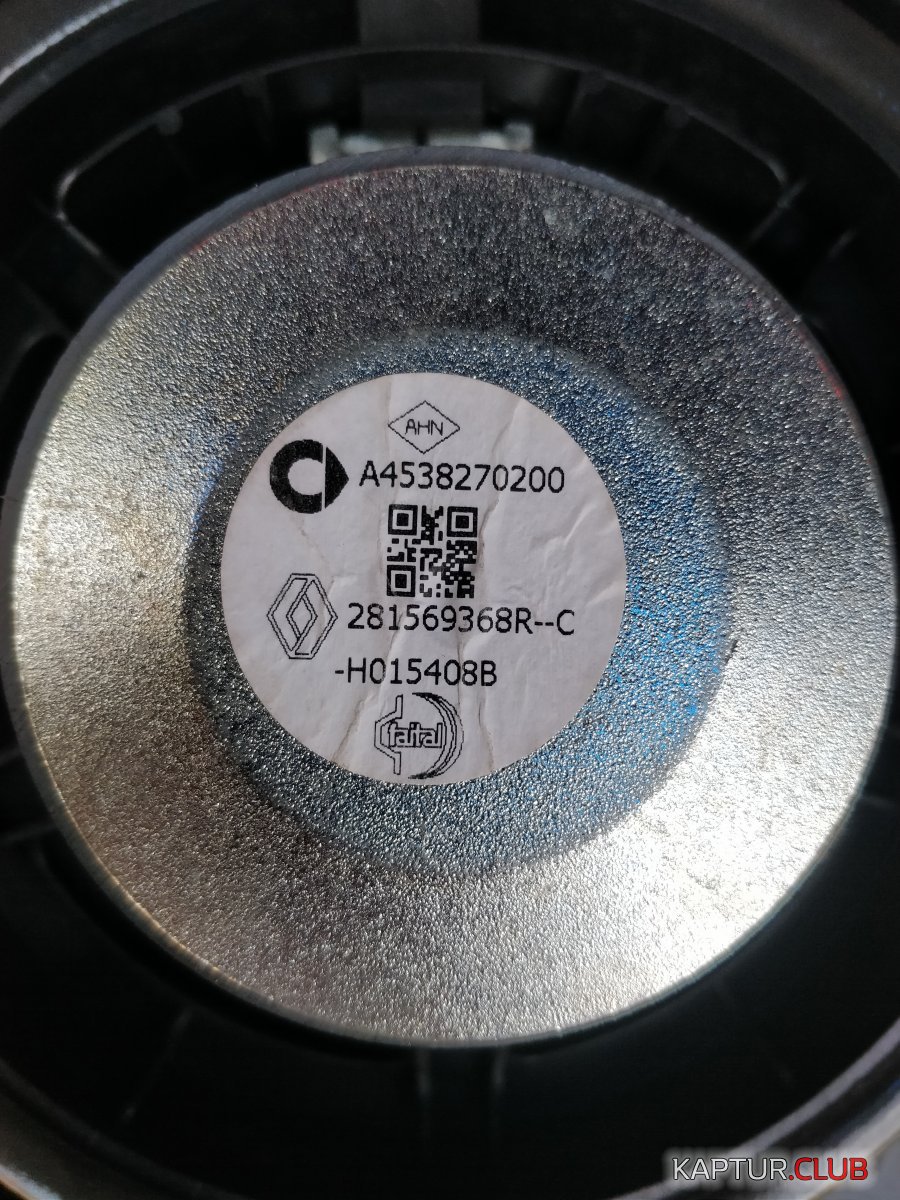 AHN
A4538270200
281569368R--C
-H015408B
faital
KAPTUR.CLUB